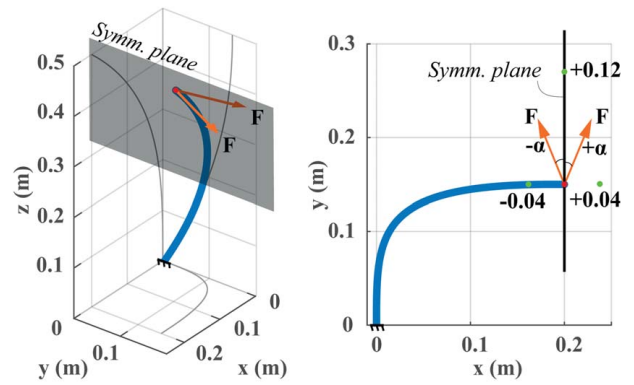 Symm. plane
0.5
0.4
0.3
0.2
0.1
0
z (m)
F
F
0.1
0.2
y (m)
0.1
0
x (m)
0.3
0.2
0.1
0
y (m)
Symm. plane
+0.12
F
F
-α
+α
-0.04
+0.04
0
0.1
0.2
x (m)